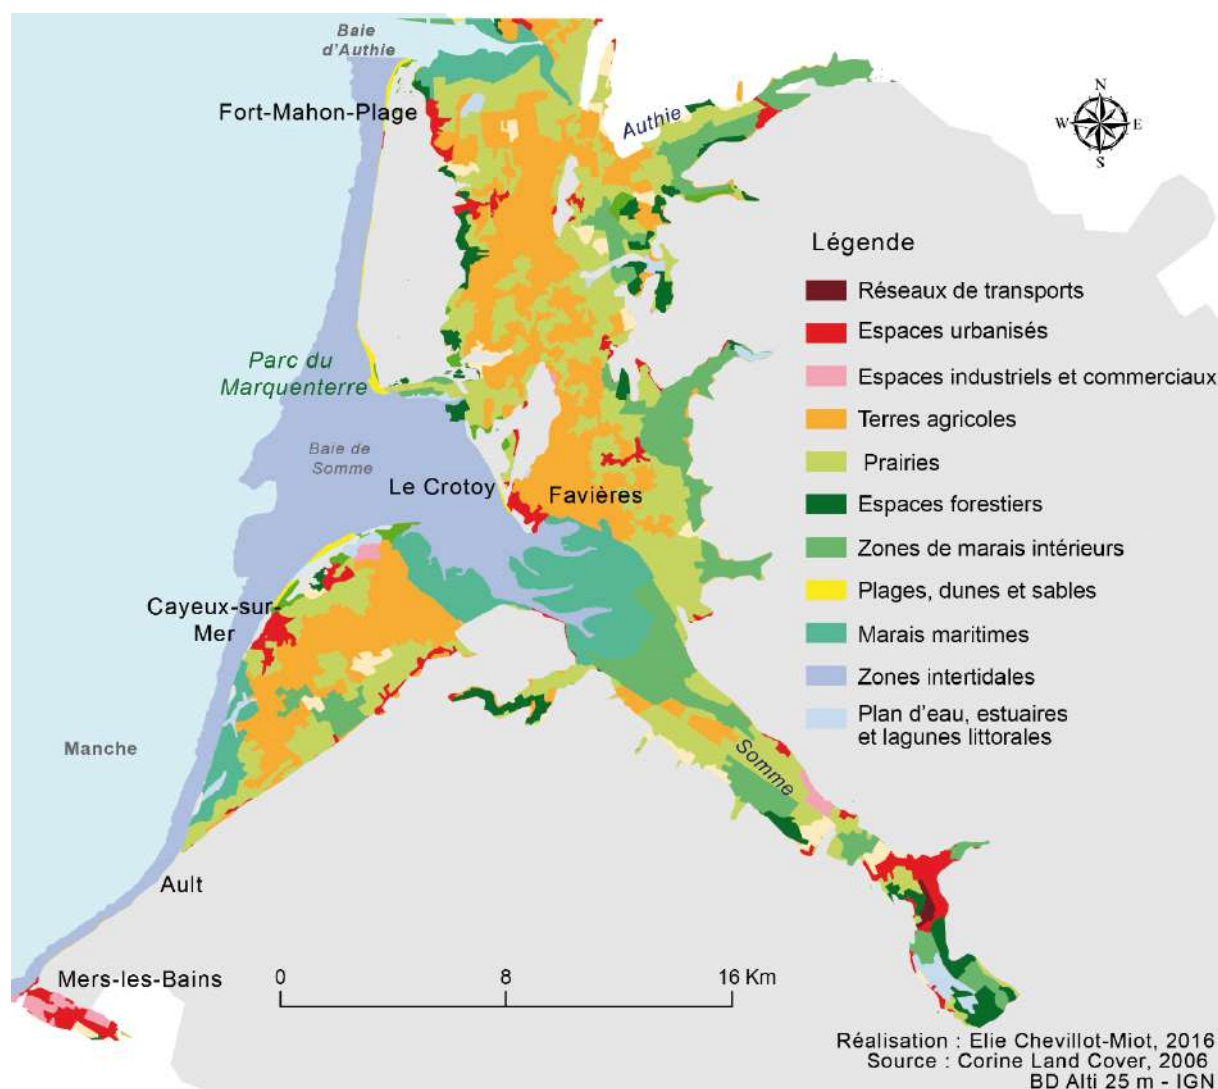 Baie
d'Authie
Fort-Mahon-Plage
Authie
N
W
E
S
Légende
Réseaux de transports
Espaces urbanisés
Espaces industriels et commerciaux
Terres agricoles
Prairies
Espaces forestiers
Zones de marais intérieurs
Plages, dunes et sables
Marais maritimes
Zones intertidales
Plan d'eau, estuaires
et lagunes littorales
Parc du
Marquenterre
Baie de
Somme
Le Crotoy
Favières
Cayeux-sur-
Mer
Manche
Somme
Ault
Mers-les-Bains
0 8 16 Km
Réalisation : Elie Chevillot-Miot, 2016
Source : Corine Land Cover, 2006
BD Alti 25 m - IGN